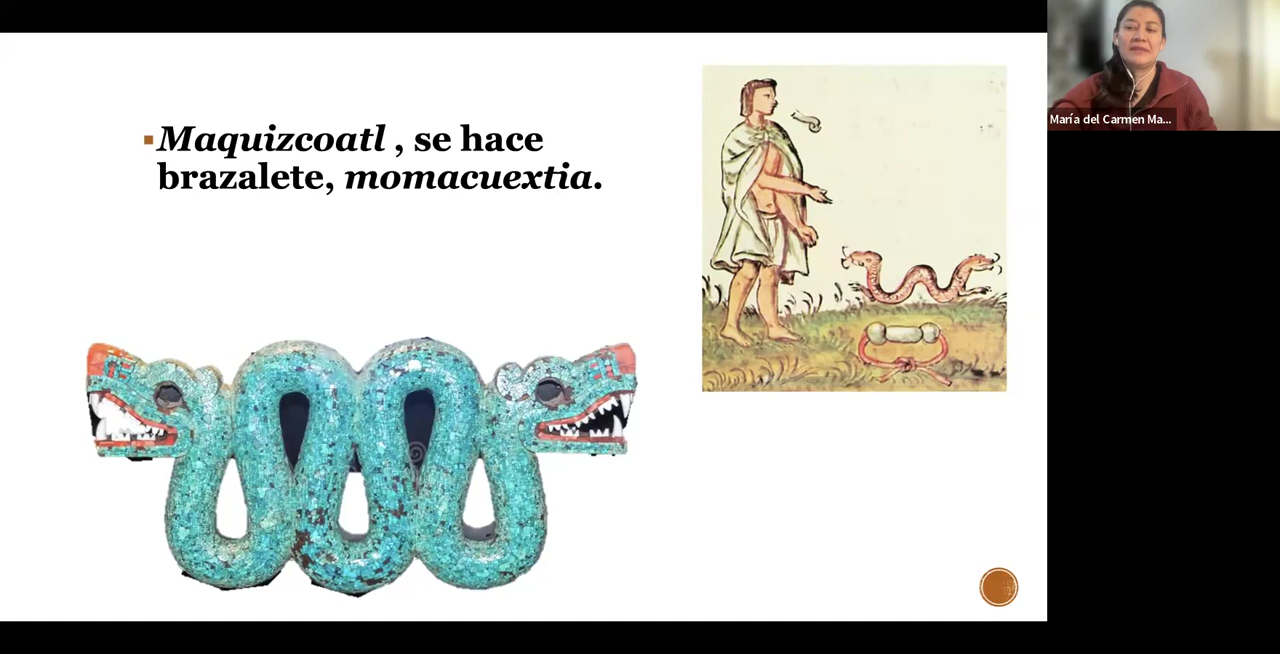 Maquizcoatl , se hace
brazalete, momacuextia.
María del Carmen Ma...